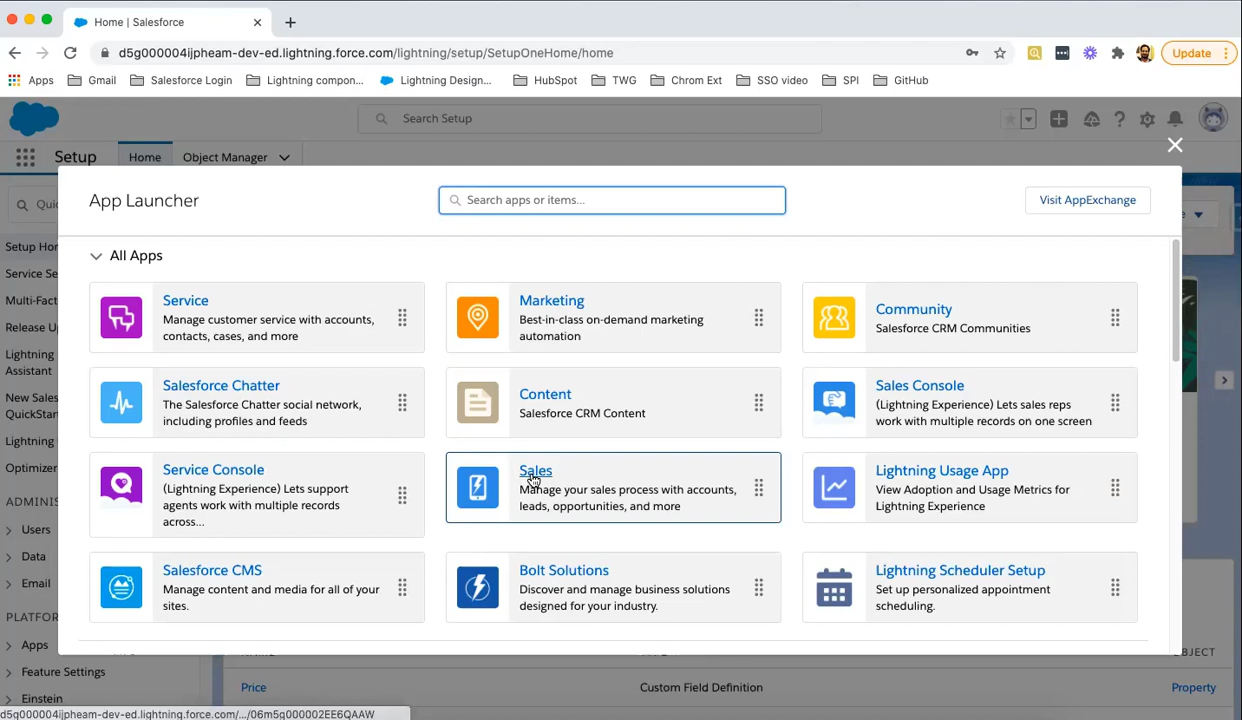 Home | Salesforce
d5g000004ijpheam-dev-ed.lightning.force.com/lightning/setup/SetupOneHome/home
Update
Apps Gmail Salesforce Login Lightning compon... Lightning Design... HubSpot TWG Chrom Ext SSO video SPI GitHub
Search Setup
Setup Home Object Manager
App Launcher
Search apps or items...
Visit AppExchange
All Apps
Service
Manage customer service with accounts,
contacts, cases, and more
Marketing
Best-in-class on-demand marketing
automation
Community
Salesforce CRM Communities
Salesforce Chatter
The Salesforce Chatter social network,
including profiles and feeds
Content
Salesforce CRM Content
Sales Console
(Lightning Experience) Lets sales reps
work with multiple records on one screen
Service Console
(Lightning Experience) Lets support
agents work with multiple records
across...
Sales
Manage your sales process with accounts,
leads, opportunities, and more
Lightning Usage App
View Adoption and Usage Metrics for
Lightning Experience
Salesforce CMS
Manage content and media for all of your
sites.
Bolt Solutions
Discover and manage business solutions
designed for your industry.
Lightning Scheduler Setup
Set up personalized appointment
scheduling.
Setup Hom
Service Se
Multi-Fact
Release Up
Lightning
Assistant
New Sales
QuickStar
Lightning
Optimizer
ADMINIS
Users
Data
Email
PLATFOR
Apps
Feature Settings
Einstein
OBJECT
Price Custom Field Definition Property
d5g000004ijpheam-dev-ed.lightning.force.com/.../06m5g000002EE6QAAW